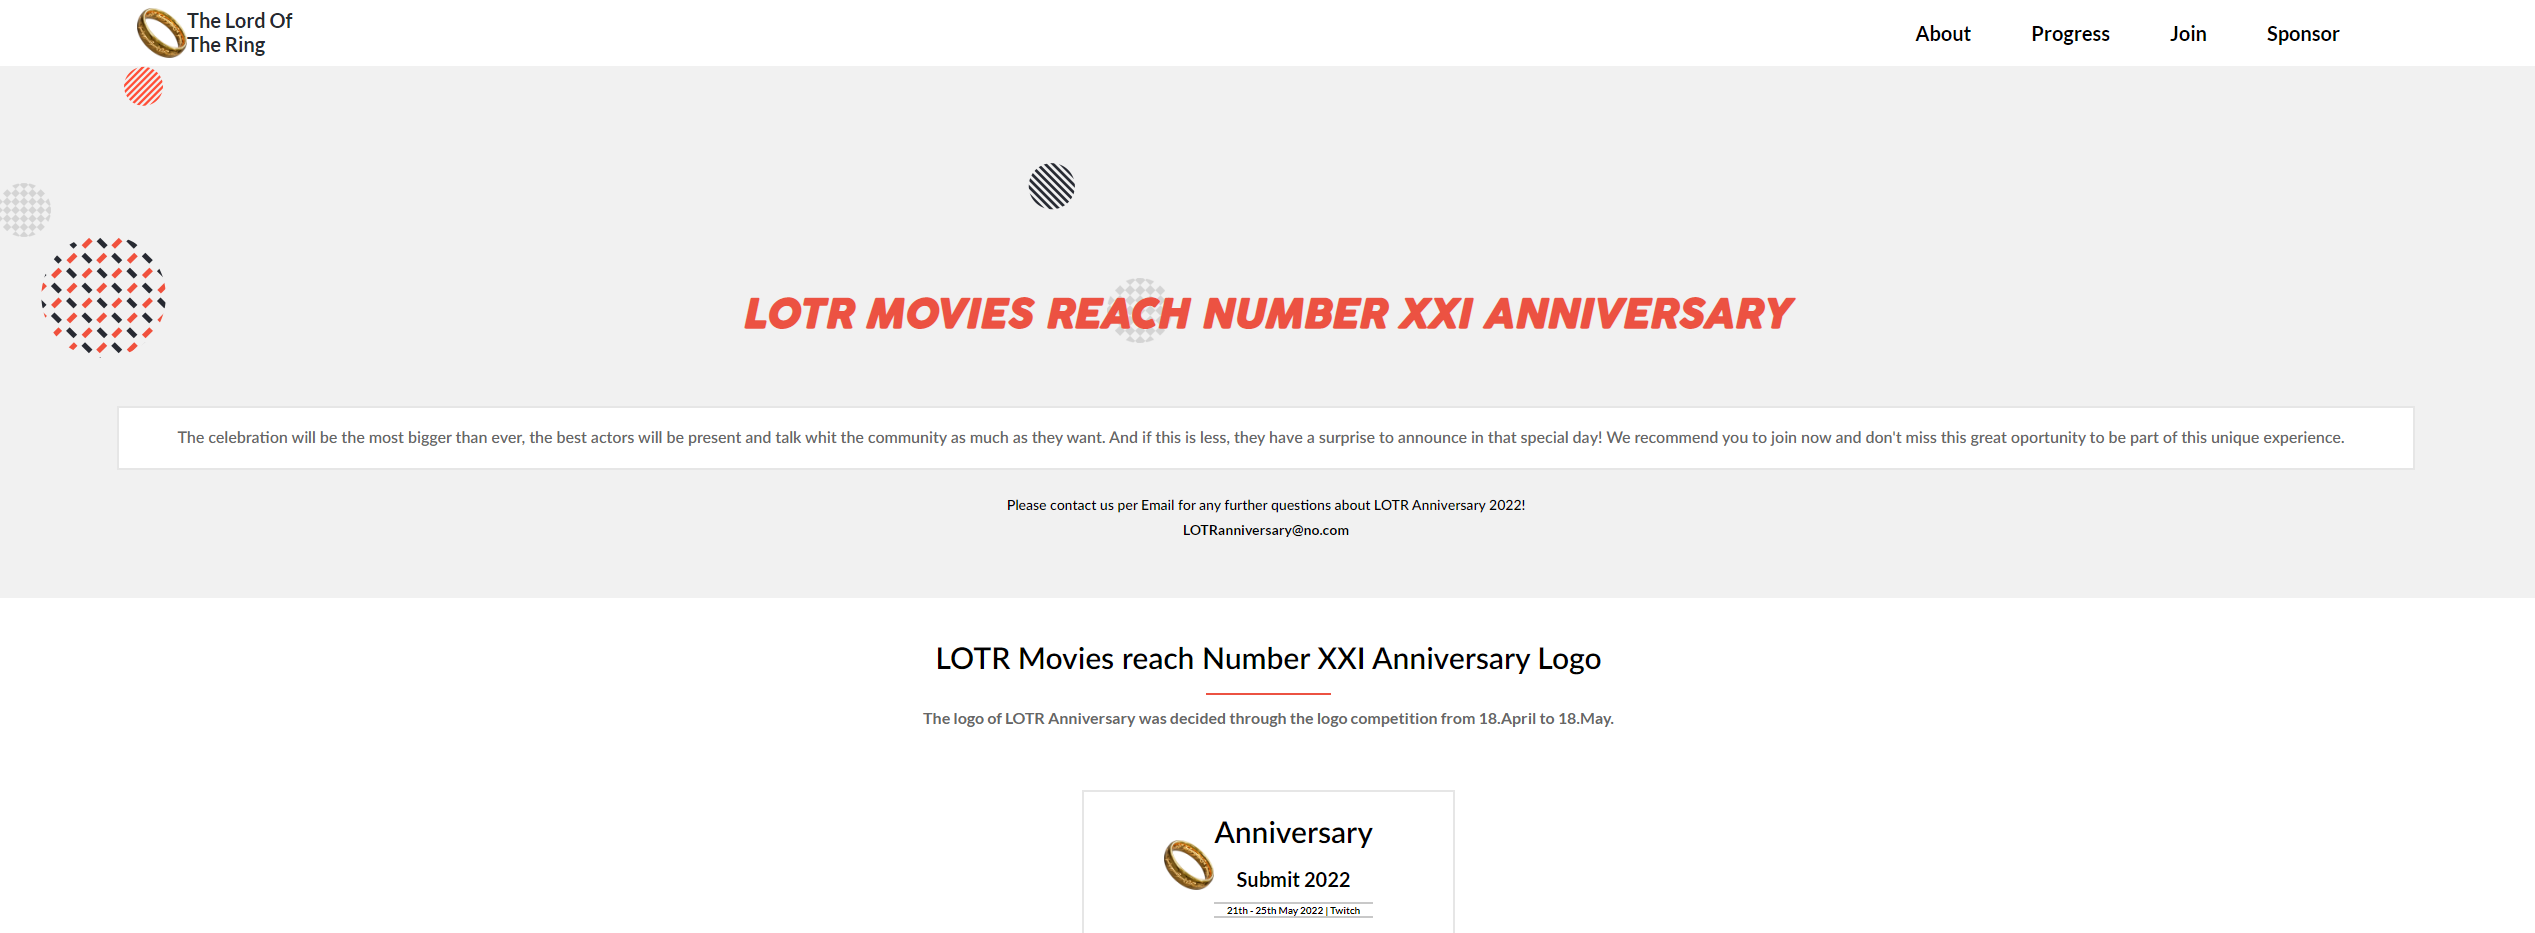 The Lord Of
The Ring
About
Progress
Join
Sponsor
LOTR MOVIES REACH NUMBER XXI ANNIVERSARY
The celebration will be the most bigger than ever, the best actors will be present and talk whit the community as much as they want. And if this is less, they have a surprise to announce in that special day! We recommend you to join now and don't miss this great oportunity to be part of this unique experience.
Please contact us per Email for any further questions about LOTR Anniversary 2022!
LOTRanniversary@no.com
LOTR Movies reach Number XXI Anniversary Logo
The logo of LOTR Anniversary was decided through the logo competition from 18.April to 18.May.
Anniversary
Submit 2022
21th - 25th May 2022 | Twitch